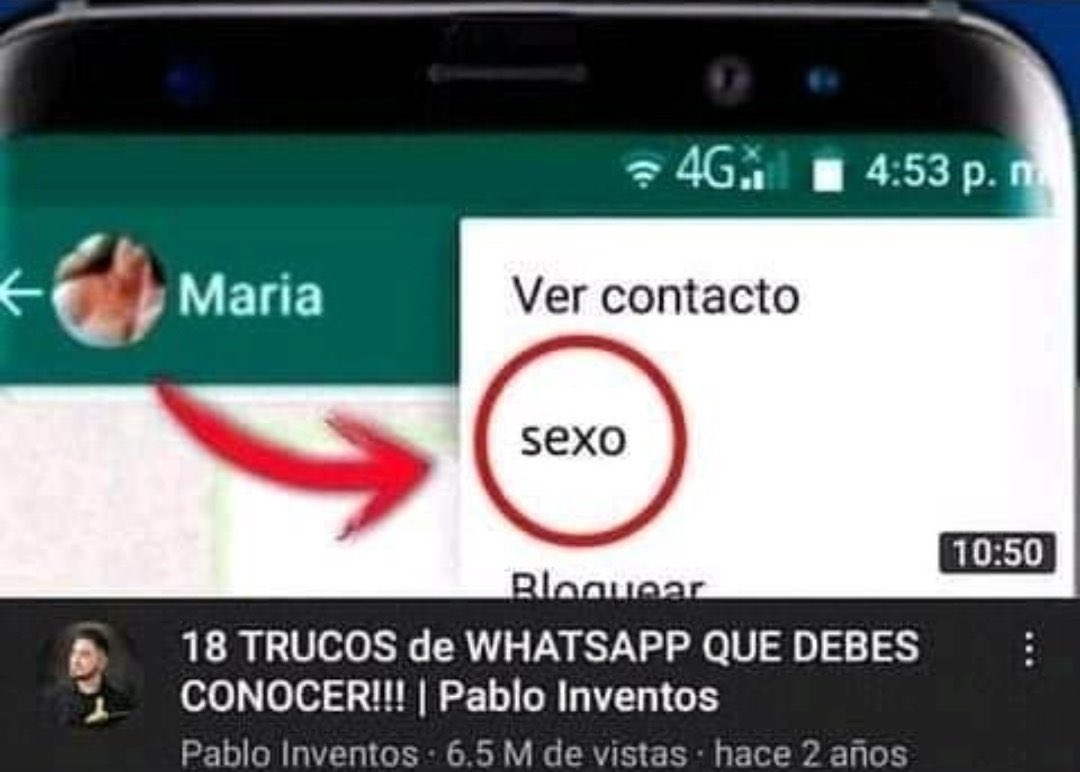 4G 4:53 p. m
Maria
Ver contacto
sexo
Bloquear
10:50
18 TRUCOS de WHATSAPP QUE DEBES
CONOCER!!! | Pablo Inventos
Pablo Inventos · 6.5 M de vistas · hace 2 años